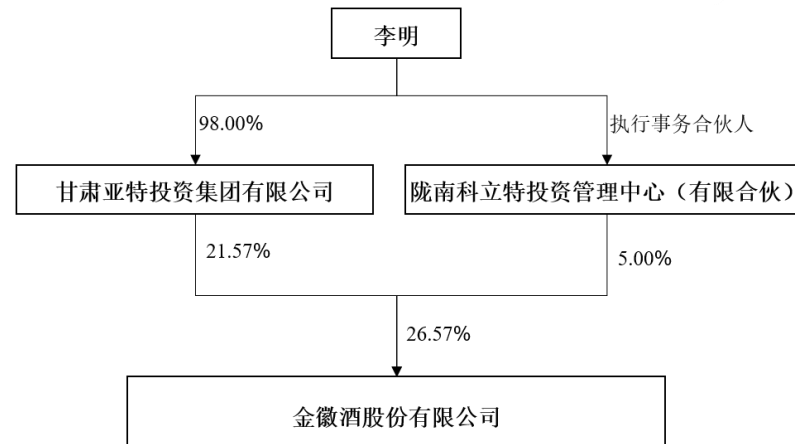 李明
98.00%
执行事务合伙人
甘肃亚特投资集团有限公司
陇南科立特投资管理中心（有限合伙）
21.57%
5.00%
26.57%
金徽酒股份有限公司